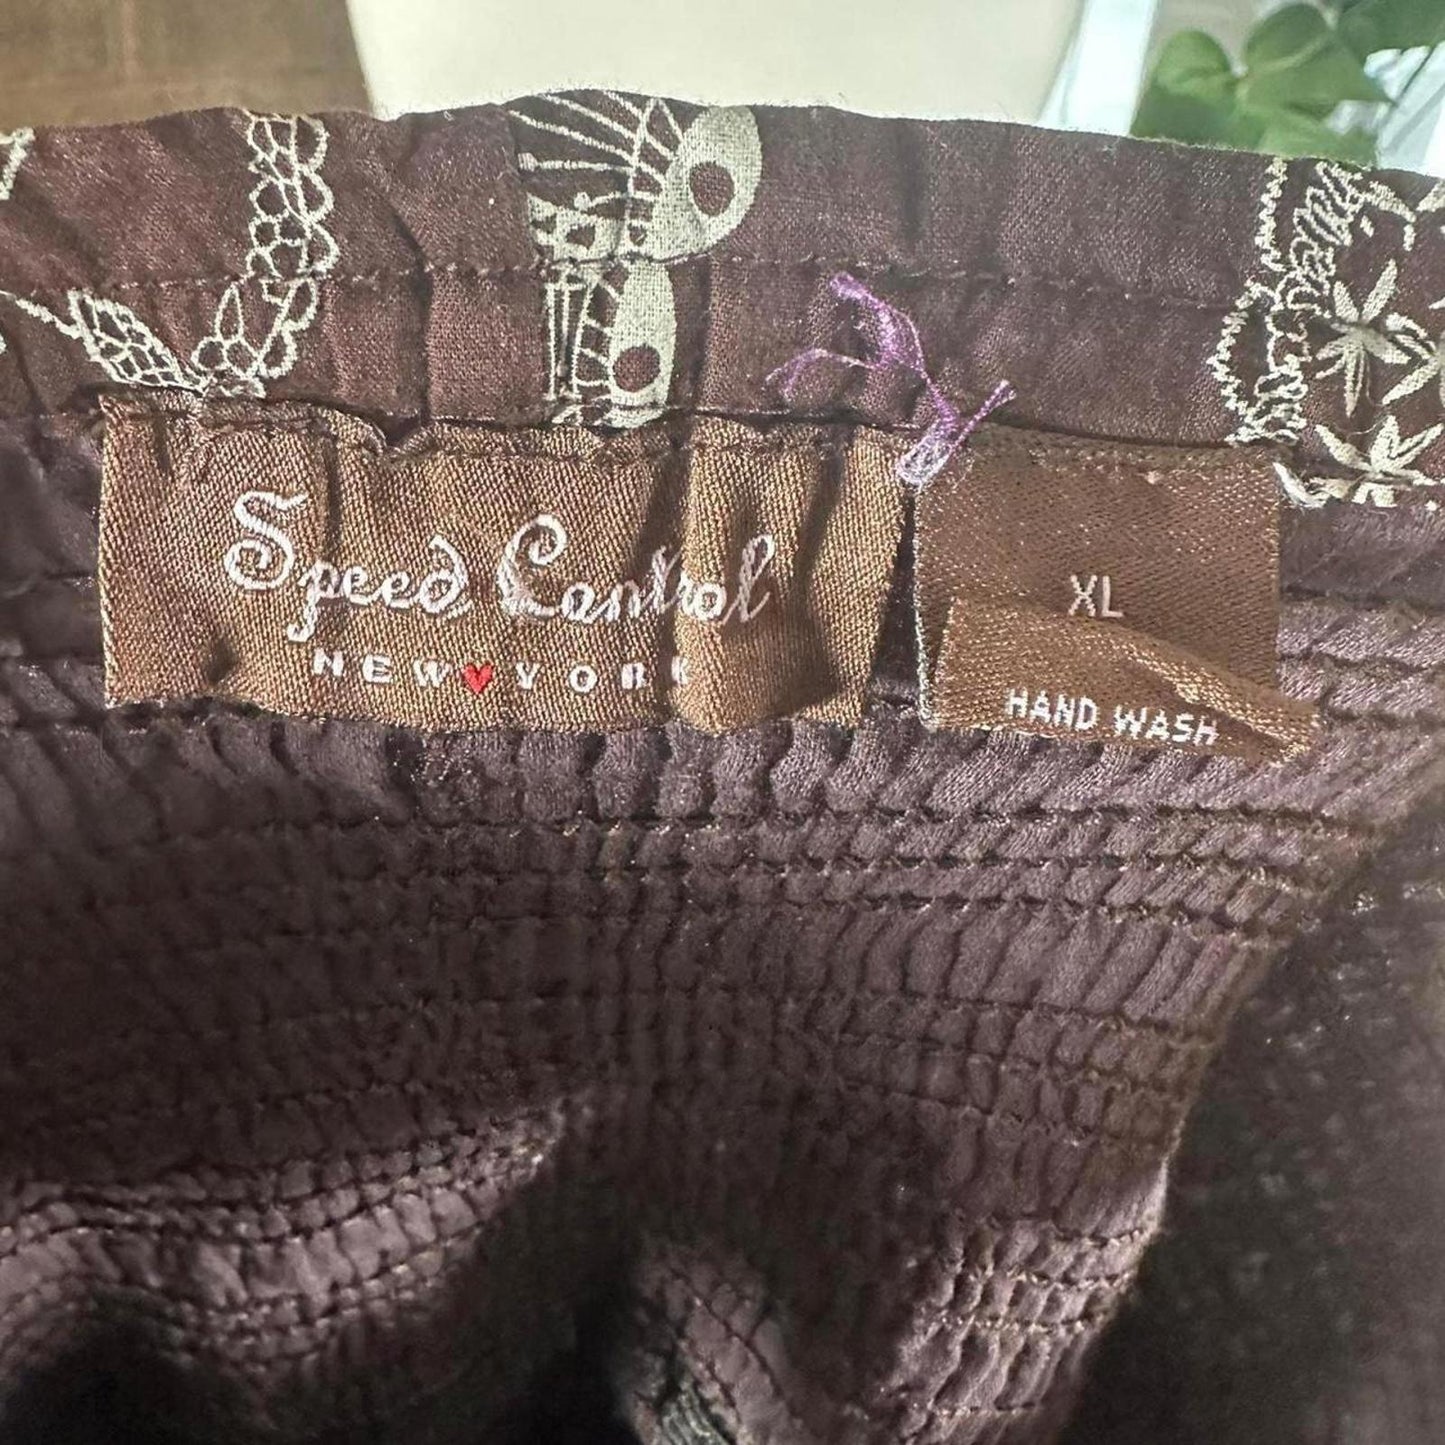 Speed Control
NEW♥YORK
XL
HAND WASH